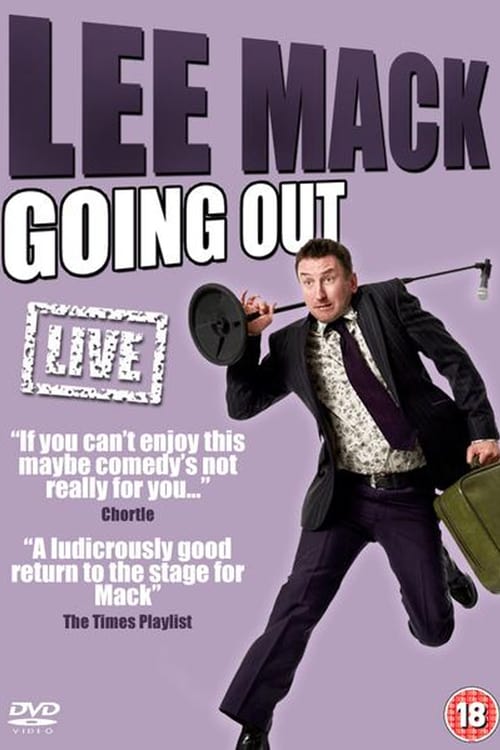 LEE MACK
GOING OUT
LIVE
“If you can’t enjoy this
maybe comedy’s not
really for you...”
Chortle
“A ludicrously good
return to the stage for
Mack”
The Times Playlist
DVD
VIDEO
18